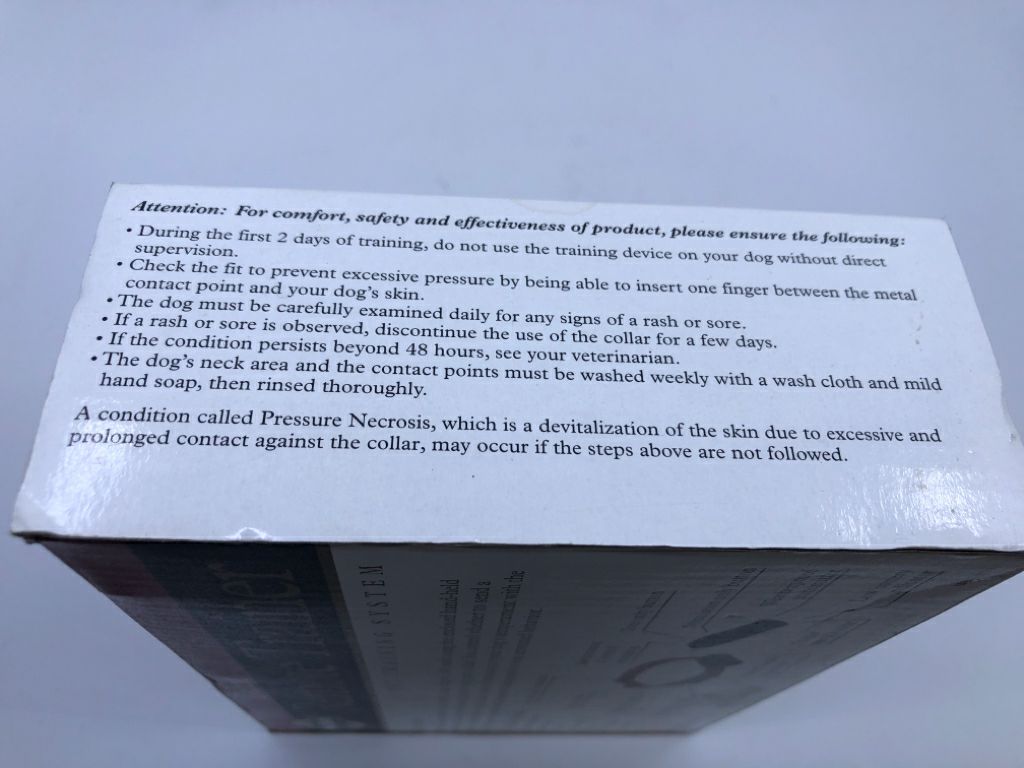 Attention: For comfort, safety and effectiveness of product, please ensure the following:
• During the first 2 days of training, do not use the training device on your dog without direct
supervision.
• Check the fit to prevent excessive pressure by being able to insert one finger between the metal
contact point and your dog's skin.
• The dog must be carefully examined daily for any signs of a rash or sore.
• If a rash or sore is observed, discontinue the use of the collar for a few days.
• If the condition persists beyond 48 hours, see your veterinarian.
• The dog's neck area and the contact points must be washed weekly with a wash cloth and mild
hand soap, then rinsed thoroughly.
A condition called Pressure Necrosis, which is a devitalization of the skin due to excessive and
prolonged contact against the collar, may occur if the steps above are not followed.
Trainer
TRAINING SYSTEM